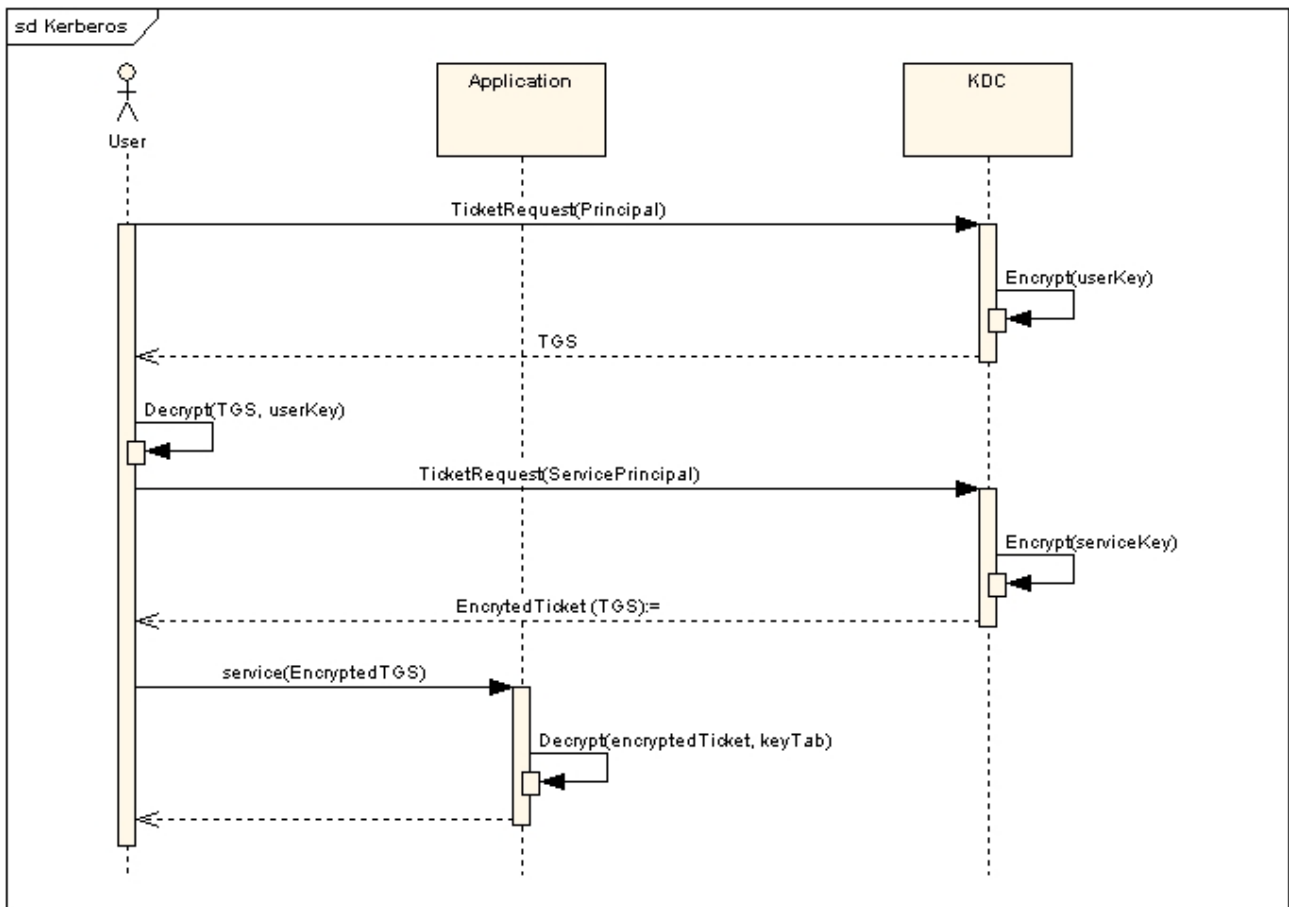 sd Kerberos
Application
KDC
User
TicketRequest(Principal)
Encrypt(userKey)
TGS
Decrypt(TGS, userKey)
TicketRequest(ServicePrincipal)
Encrypt(serviceKey)
EncrytedTicket (TGS):=
service(EncryptedTGS)
Decrypt(encryptedTicket, keyTab)